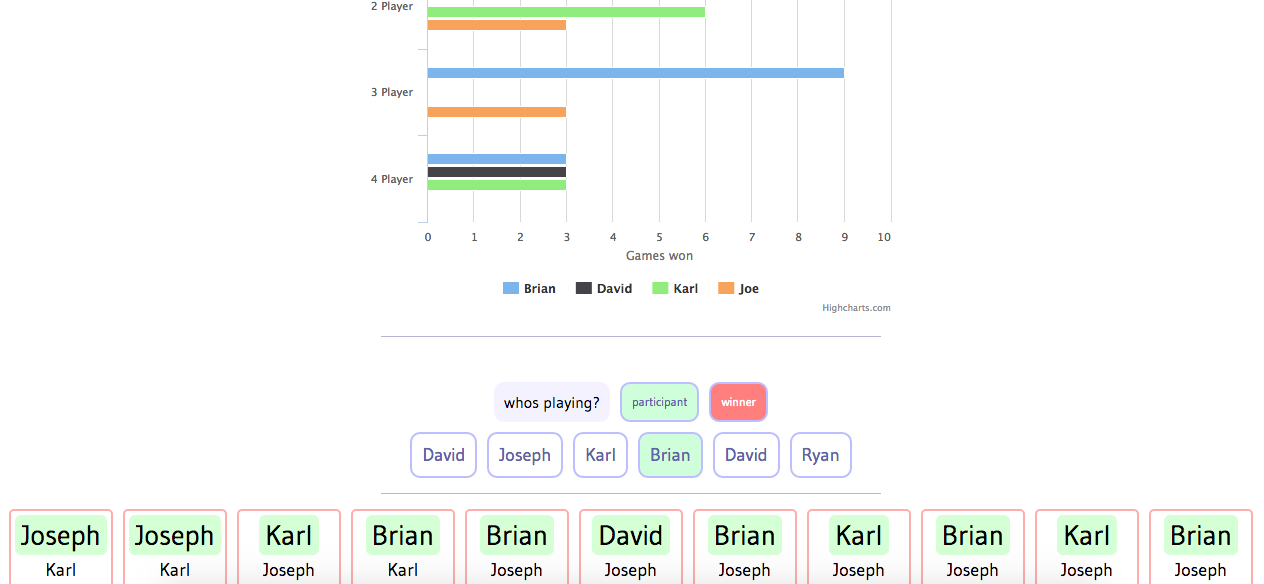 2 Player
3 Player
4 Player
0 1 2 3 4 5 6 7 8 9 10
Games won
Brian David Karl Joe
Highcharts.com
whos playing? participant winner
David Joseph Karl Brian David Ryan
Joseph Joseph Karl Brian Brian David Brian Karl Brian Karl Brian
Karl Karl Joseph Karl Joseph Joseph Joseph Joseph Joseph Joseph Joseph